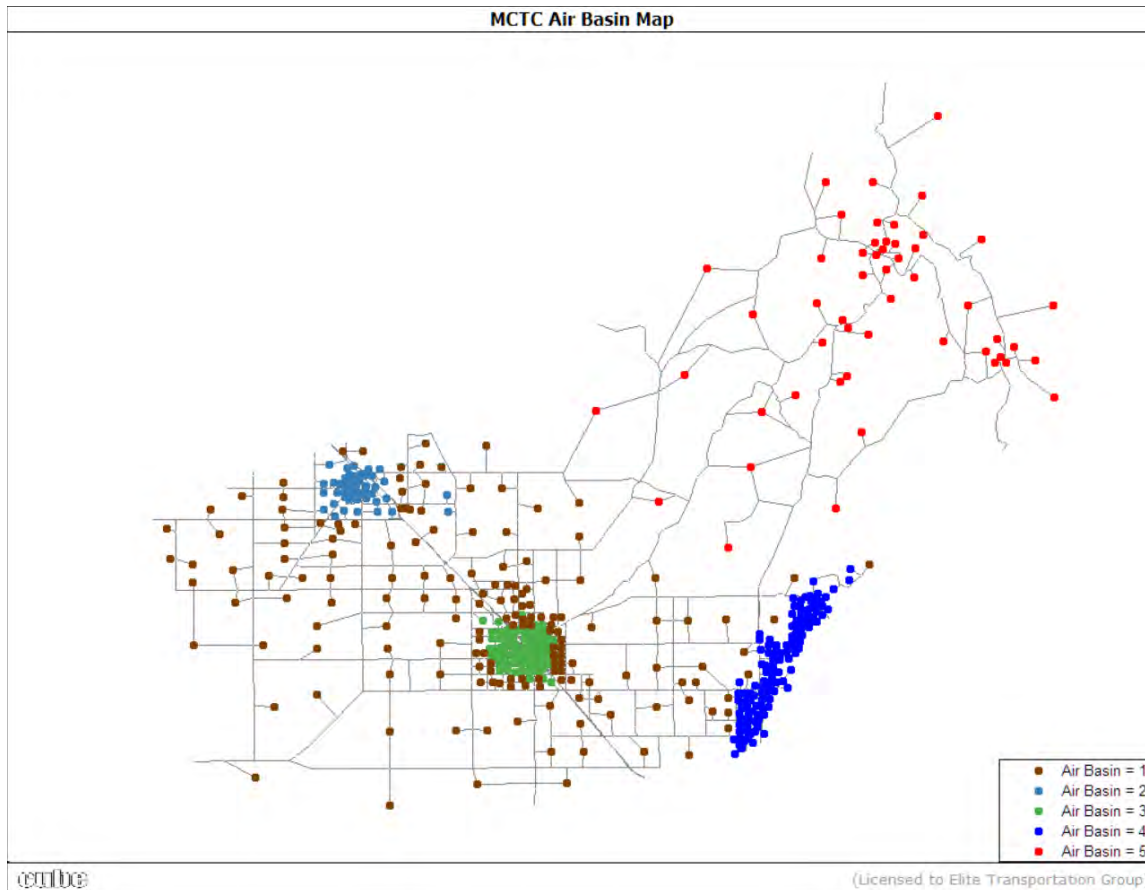 MCTC Air Basin Map
Air Basin = 1
Air Basin = 2
Air Basin = 3
Air Basin = 4
Air Basin = 5
cube
(Licensed to Elite Transportation Group